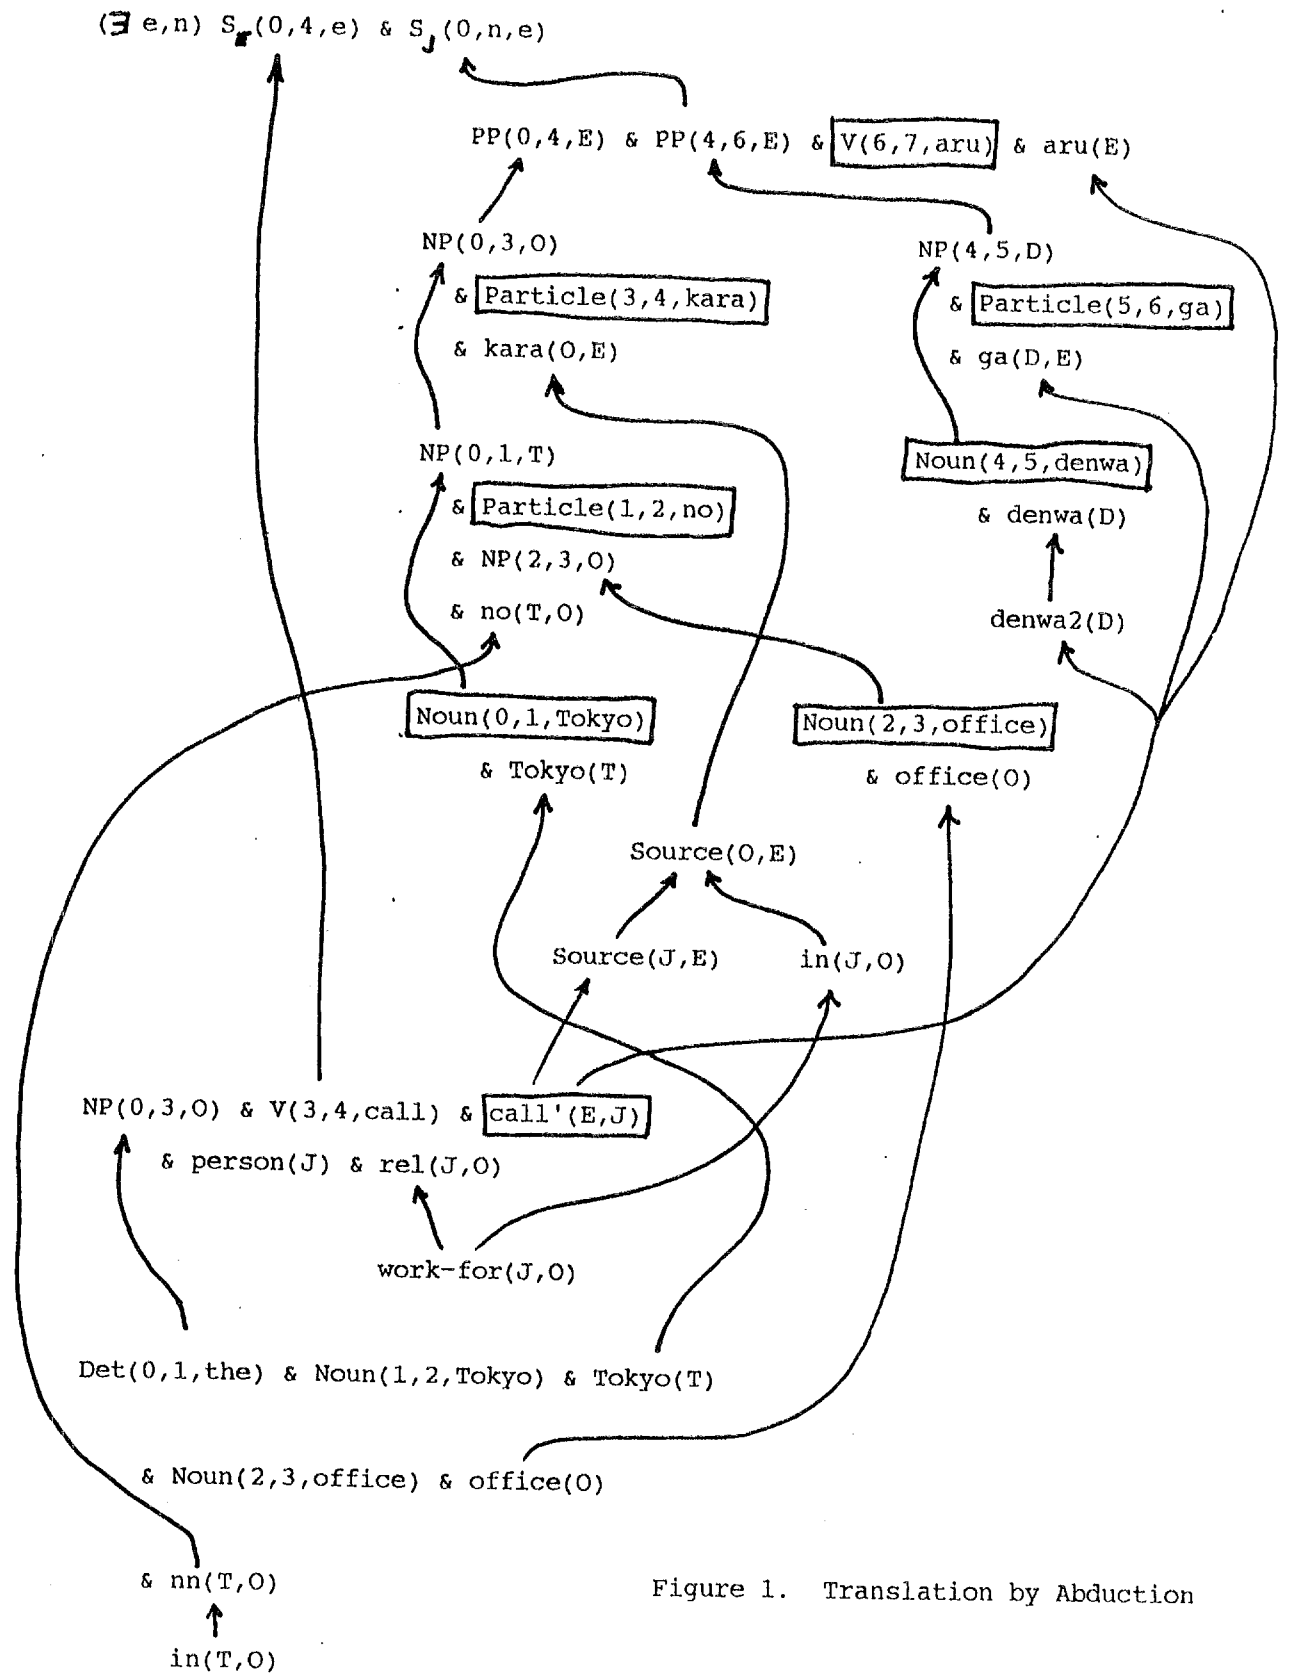 (∃ e,n) S_E(0,4,e) & S_J(0,n,e)
PP(0,4,E) & PP(4,6,E) & V(6,7,aru) & aru(E)
NP(0,3,O)
& Particle(3,4,kara)
& kara(O,E)
NP(4,5,D)
& Particle(5,6,ga)
& ga(D,E)
NP(0,1,T)
& Particle(1,2,no)
& NP(2,3,O)
& no(T,O)
Noun(4,5,denwa)
& denwa(D)
denwa2(D)
Noun(0,1,Tokyo)
& Tokyo(T)
Noun(2,3,office)
& office(O)
Source(O,E)
Source(J,E)
in(J,O)
NP(0,3,O) & V(3,4,call) & call'(E,J)
& person(J) & rel(J,O)
work-for(J,O)
Det(0,1,the) & Noun(1,2,Tokyo) & Tokyo(T)
& Noun(2,3,office) & office(O)
& nn(T,O)
in(T,O)
Figure 1. Translation by Abduction